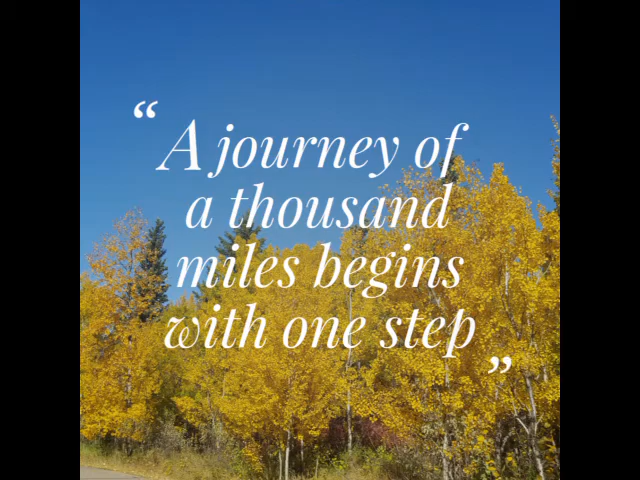 “ A journey of
a thousand
miles begins
with one step ”